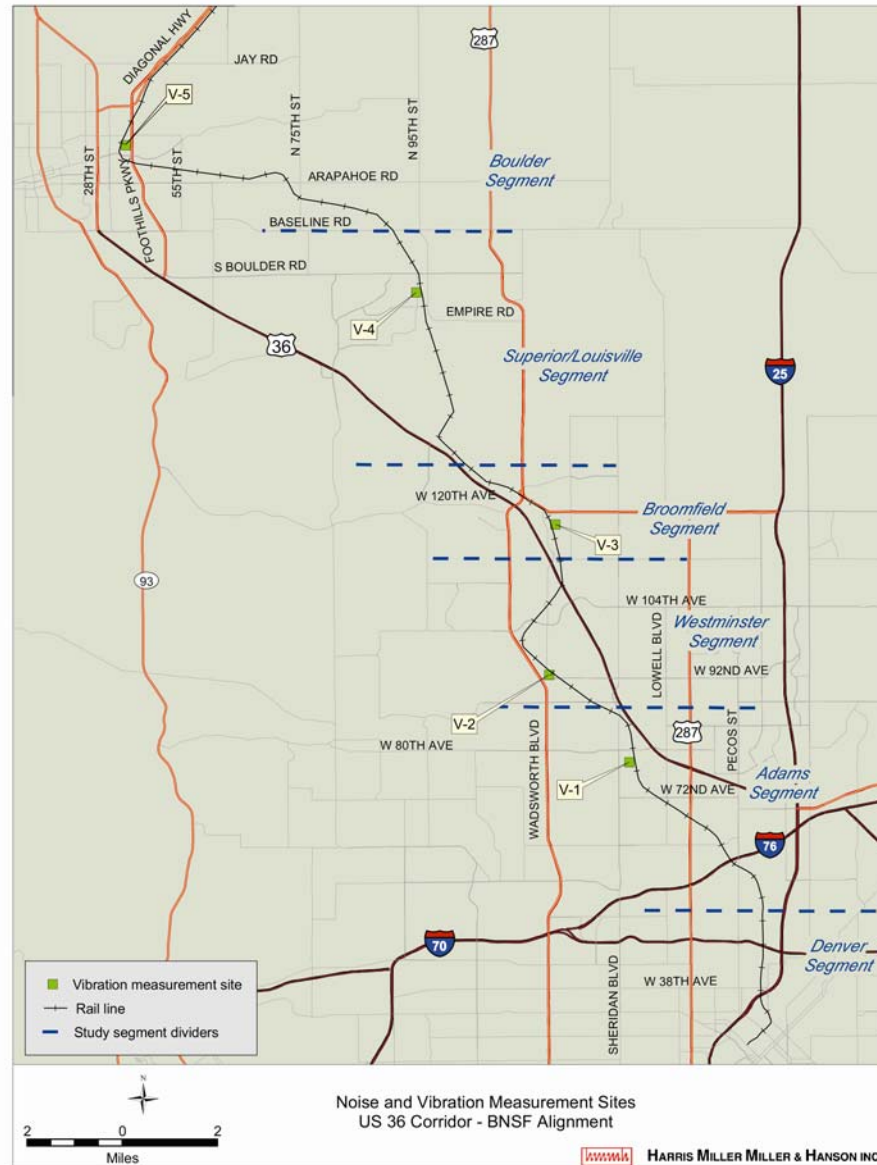 DIAGONAL HWY
JAY RD
287
V-5
N 75TH ST
N 95TH ST
28TH ST
FOOTHILLS PKWY
55TH ST
ARAPAHOE RD
Boulder
Segment
BASELINE RD
S BOULDER RD
V-4
EMPIRE RD
36
Superior/Louisville
Segment
25
W 120TH AVE
Broomfield
Segment
V-3
93
W 104TH AVE
LOWELL BLVD
Westminster
Segment
W 92ND AVE
V-2
W 80TH AVE
WADSWORTH BLVD
287
PECOS ST
V-1
W 72ND AVE
Adams
Segment
76
70
Denver
Segment
SHERIDAN BLVD
W 38TH AVE
Vibration measurement site
Rail line
Study segment dividers
N
2 0 2
Miles
Noise and Vibration Measurement Sites
US 36 Corridor - BNSF Alignment
HARRIS MILLER MILLER & HANSON INC